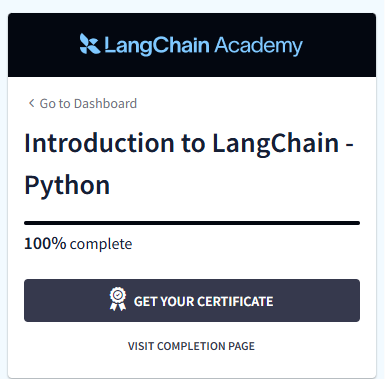 LangChain Academy
Go to Dashboard
Introduction to LangChain -
Python
100% complete
GET YOUR CERTIFICATE
VISIT COMPLETION PAGE